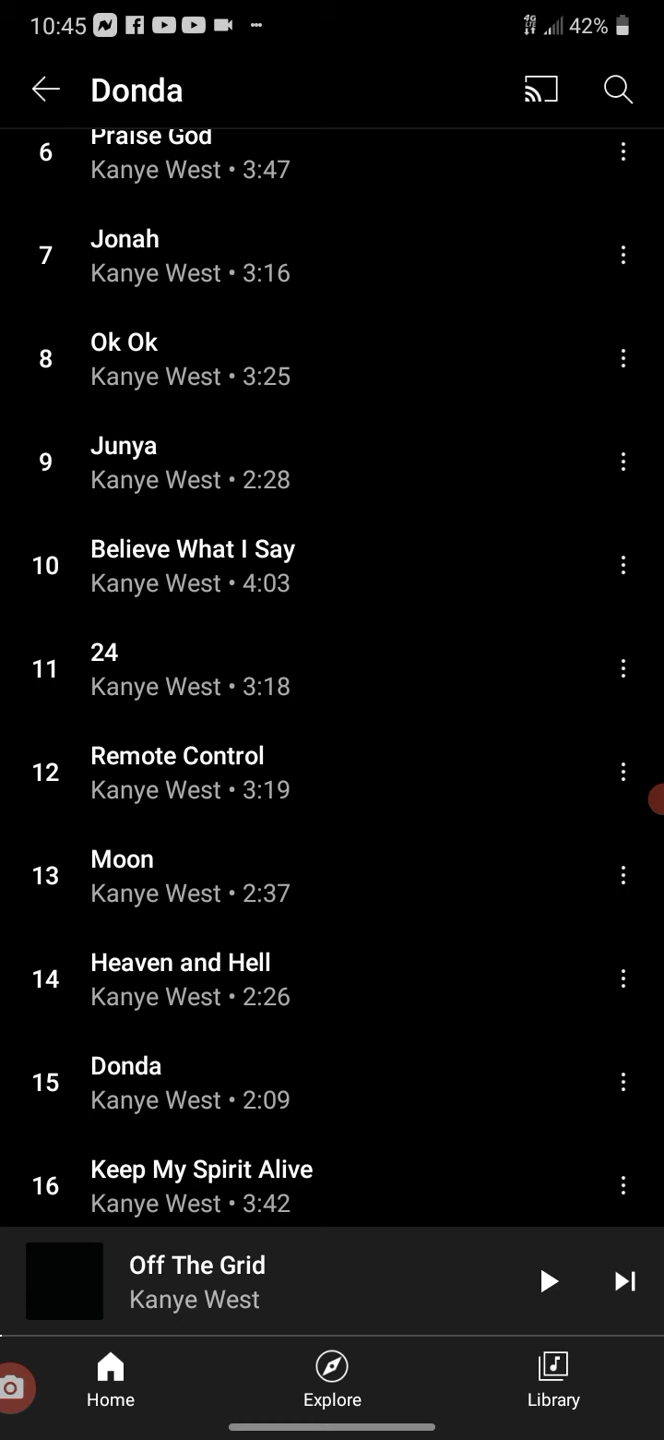 10:45 42%
Donda
6 Praise God
Kanye West • 3:47
7 Jonah
Kanye West • 3:16
8 Ok Ok
Kanye West • 3:25
9 Junya
Kanye West • 2:28
10 Believe What I Say
Kanye West • 4:03
11 24
Kanye West • 3:18
12 Remote Control
Kanye West • 3:19
13 Moon
Kanye West • 2:37
14 Heaven and Hell
Kanye West • 2:26
15 Donda
Kanye West • 2:09
16 Keep My Spirit Alive
Kanye West • 3:42
Off The Grid
Kanye West
Home Explore Library